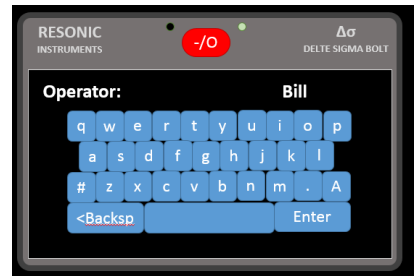 RESONIC
INSTRUMENTS
-/O
Δσ
DELTE SIGMA BOLT
Operator: Bill
q w e r t y u i o p
a s d f g h j k l
# z x c v b n m . A
<Backsp Enter